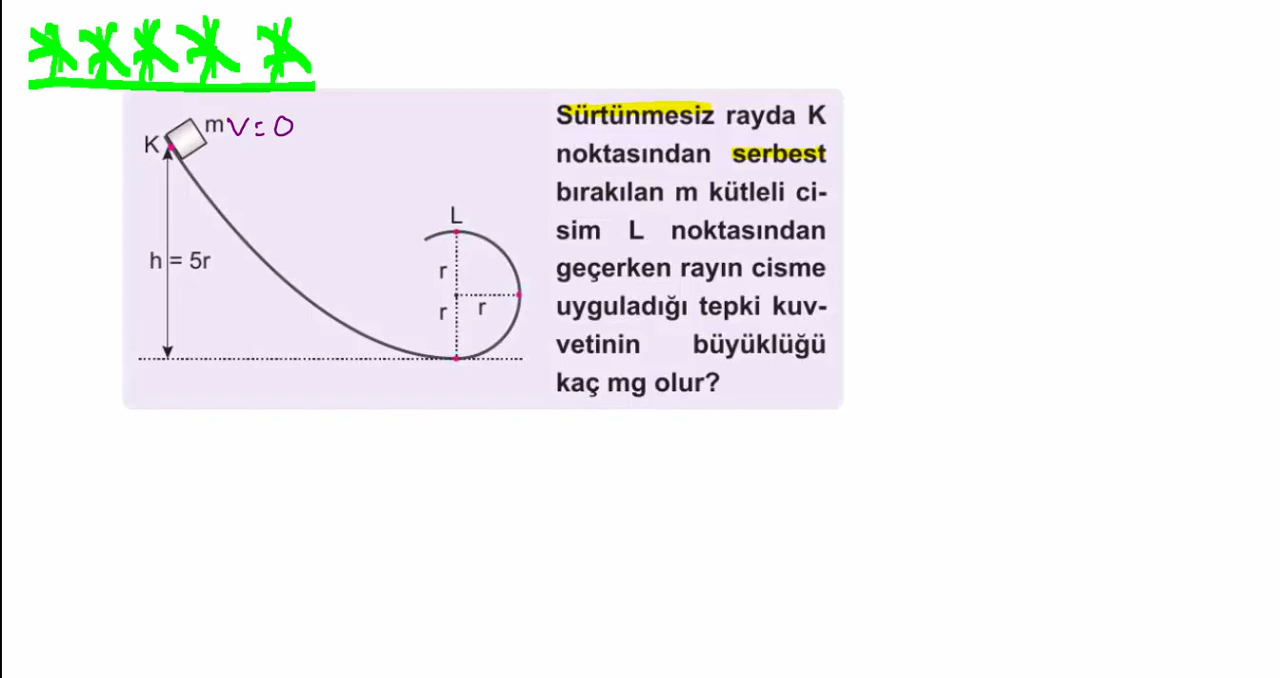 m V = 0
K
h = 5r
L
r
r
r
Sürtünmesiz rayda K
noktasından serbest
bırakılan m kütleli ci-
sim L noktasından
geçerken rayın cisme
uyguladığı tepki kuv-
vetinin büyüklüğü
kaç mg olur?